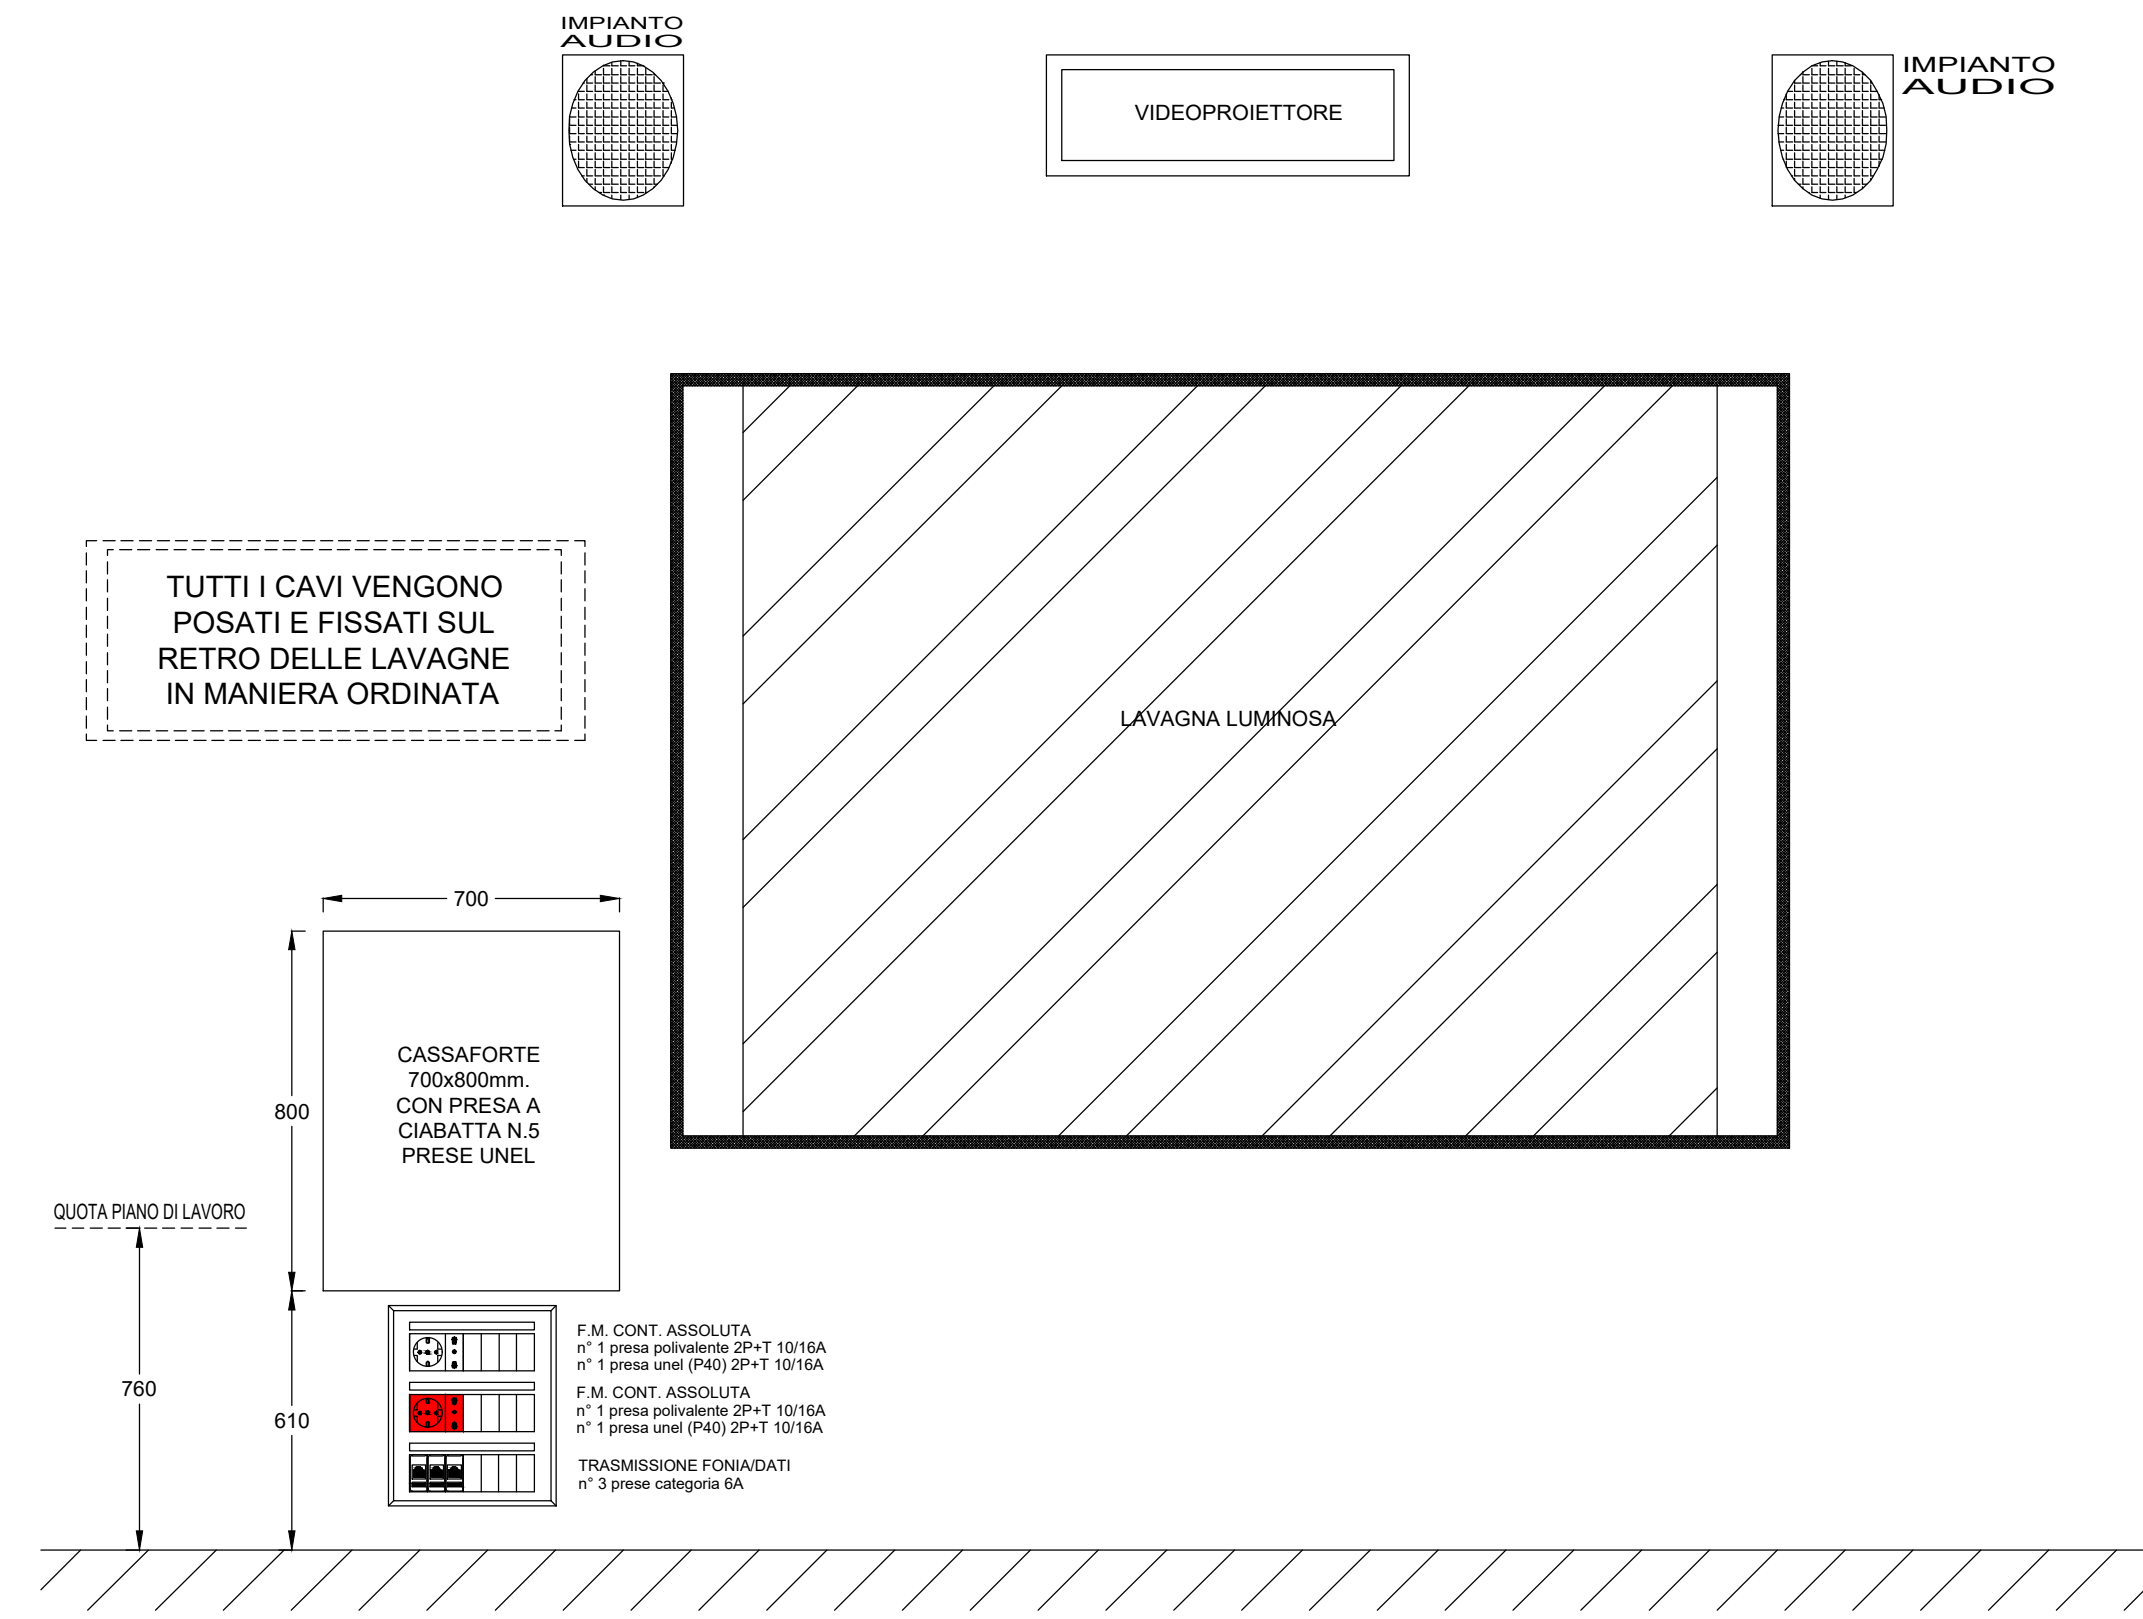 IMPIANTO
AUDIO
VIDEOPROIETTORE
IMPIANTO
AUDIO
TUTTI I CAVI VENGONO
POSATI E FISSATI SUL
RETRO DELLE LAVAGNE
IN MANIERA ORDINATA
LAVAGNA LUMINOSA
700
800
CASSAFORTE
700x800mm.
CON PRESA A
CIABATTA N.5
PRESE UNEL
QUOTA PIANO DI LAVORO
760
610
F.M. CONT. ASSOLUTA
n° 1 presa polivalente 2P+T 10/16A
n° 1 presa unel (P40) 2P+T 10/16A
F.M. CONT. ASSOLUTA
n° 1 presa polivalente 2P+T 10/16A
n° 1 presa unel (P40) 2P+T 10/16A
TRASMISSIONE FONIA/DATI
n° 3 prese categoria 6A